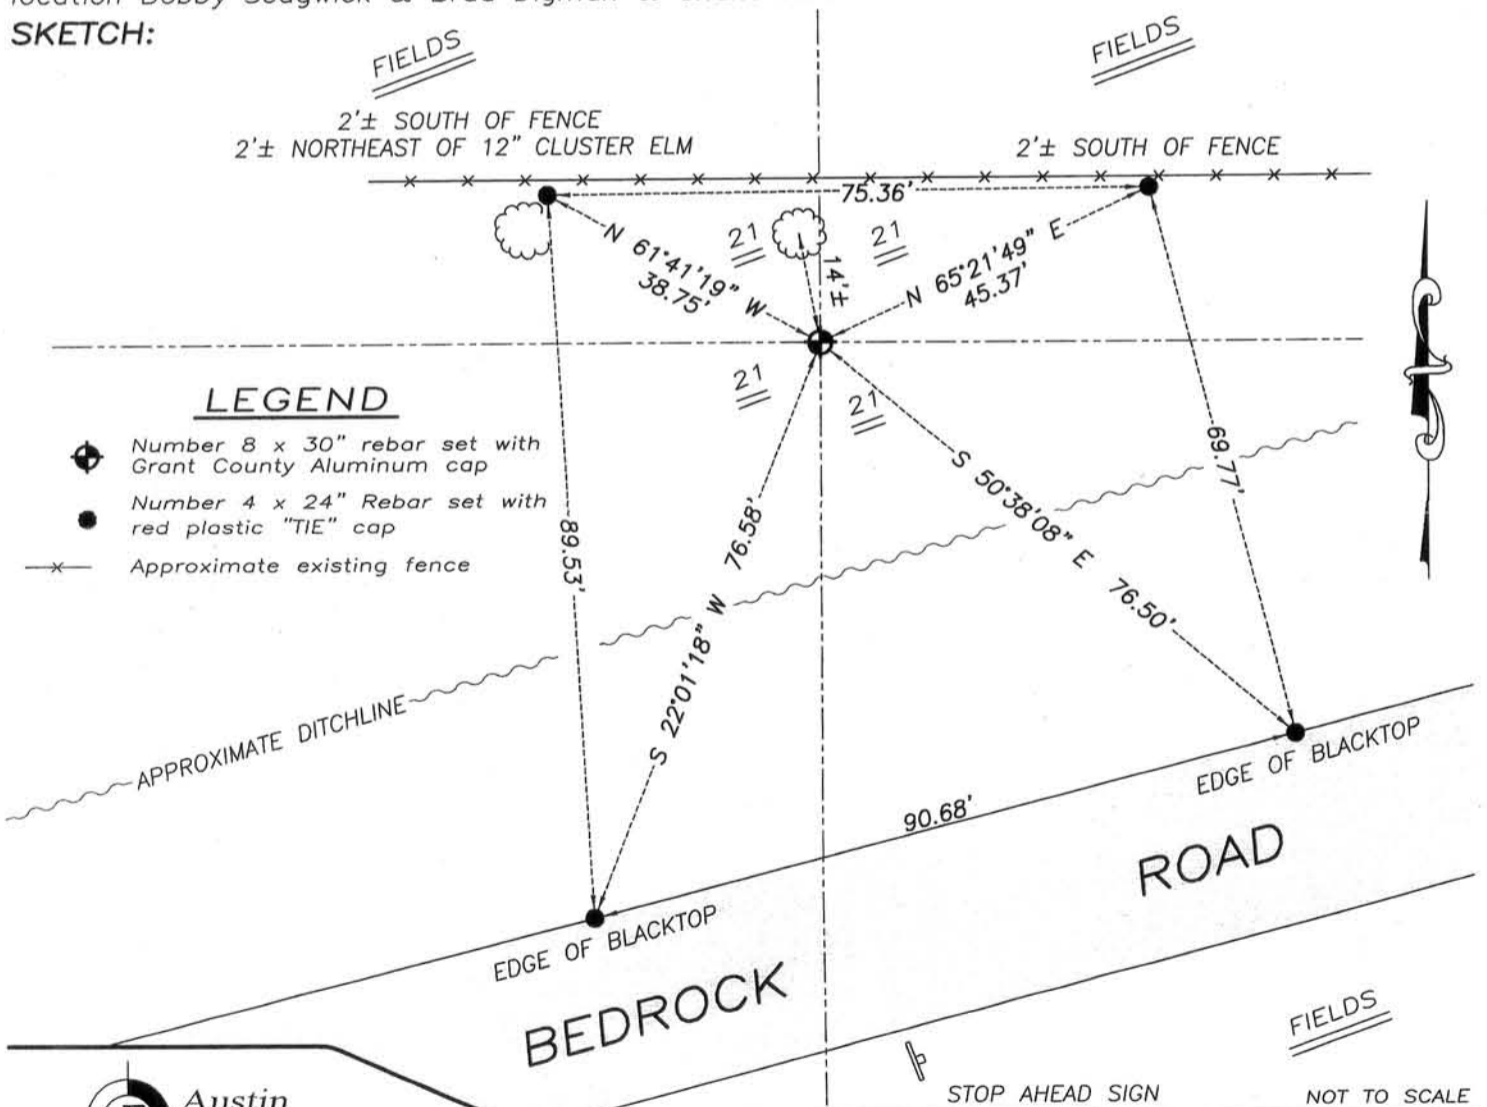 SKETCH:
FIELDS
FIELDS
2'± SOUTH OF FENCE
2'± NORTHEAST OF 12" CLUSTER ELM
2'± SOUTH OF FENCE
75.36'
N 61°41'19" W
38.75'
21
14'±
21
N 65°21'49" E
45.37'
21
21
LEGEND
Number 8 x 30" rebar set with
Grant County Aluminum cap
Number 4 x 24" Rebar set with
red plastic "TIE" cap
Approximate existing fence
89.53'
S 22°01'18" W 76.58'
S 50°38'08" E 76.50'
69.77'
APPROXIMATE DITCHLINE
90.68'
EDGE OF BLACKTOP
EDGE OF BLACKTOP
BEDROCK ROAD
FIELDS
STOP AHEAD SIGN
NOT TO SCALE
Austin